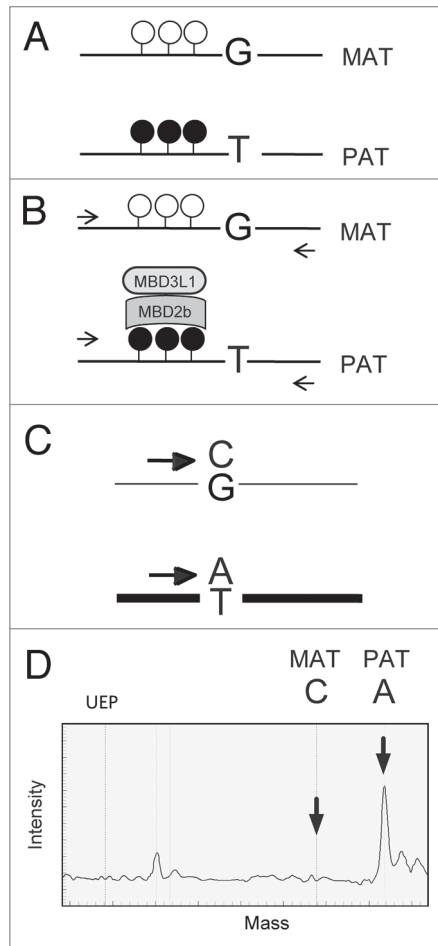 A
G
MAT
T
PAT
B
G
MAT
MBD3L1
MBD2b
T
PAT
C
C
G
A
T
D
MAT PAT
UEP C A
Intensity
Mass